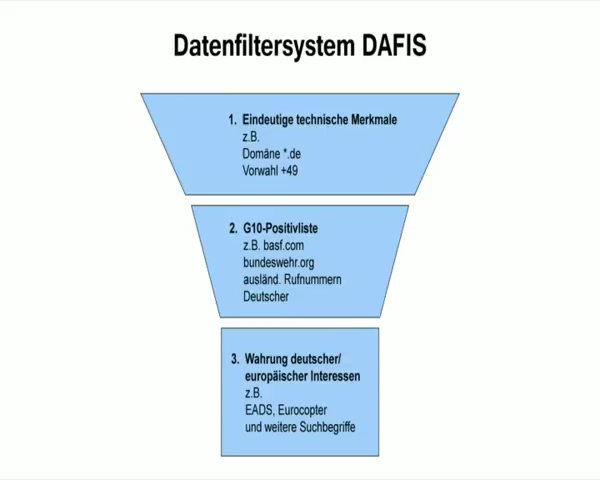 Datenfiltersystem DAFIS
1. Eindeutige technische Merkmale
z.B.
Domäne *.de
Vorwahl +49
2. G10-Positivliste
z.B. basf.com
bundeswehr.org
ausländ. Rufnummern
Deutscher
3. Wahrung deutscher/
europäischer Interessen
z.B.
EADS, Eurocopter
und weitere Suchbegriffe